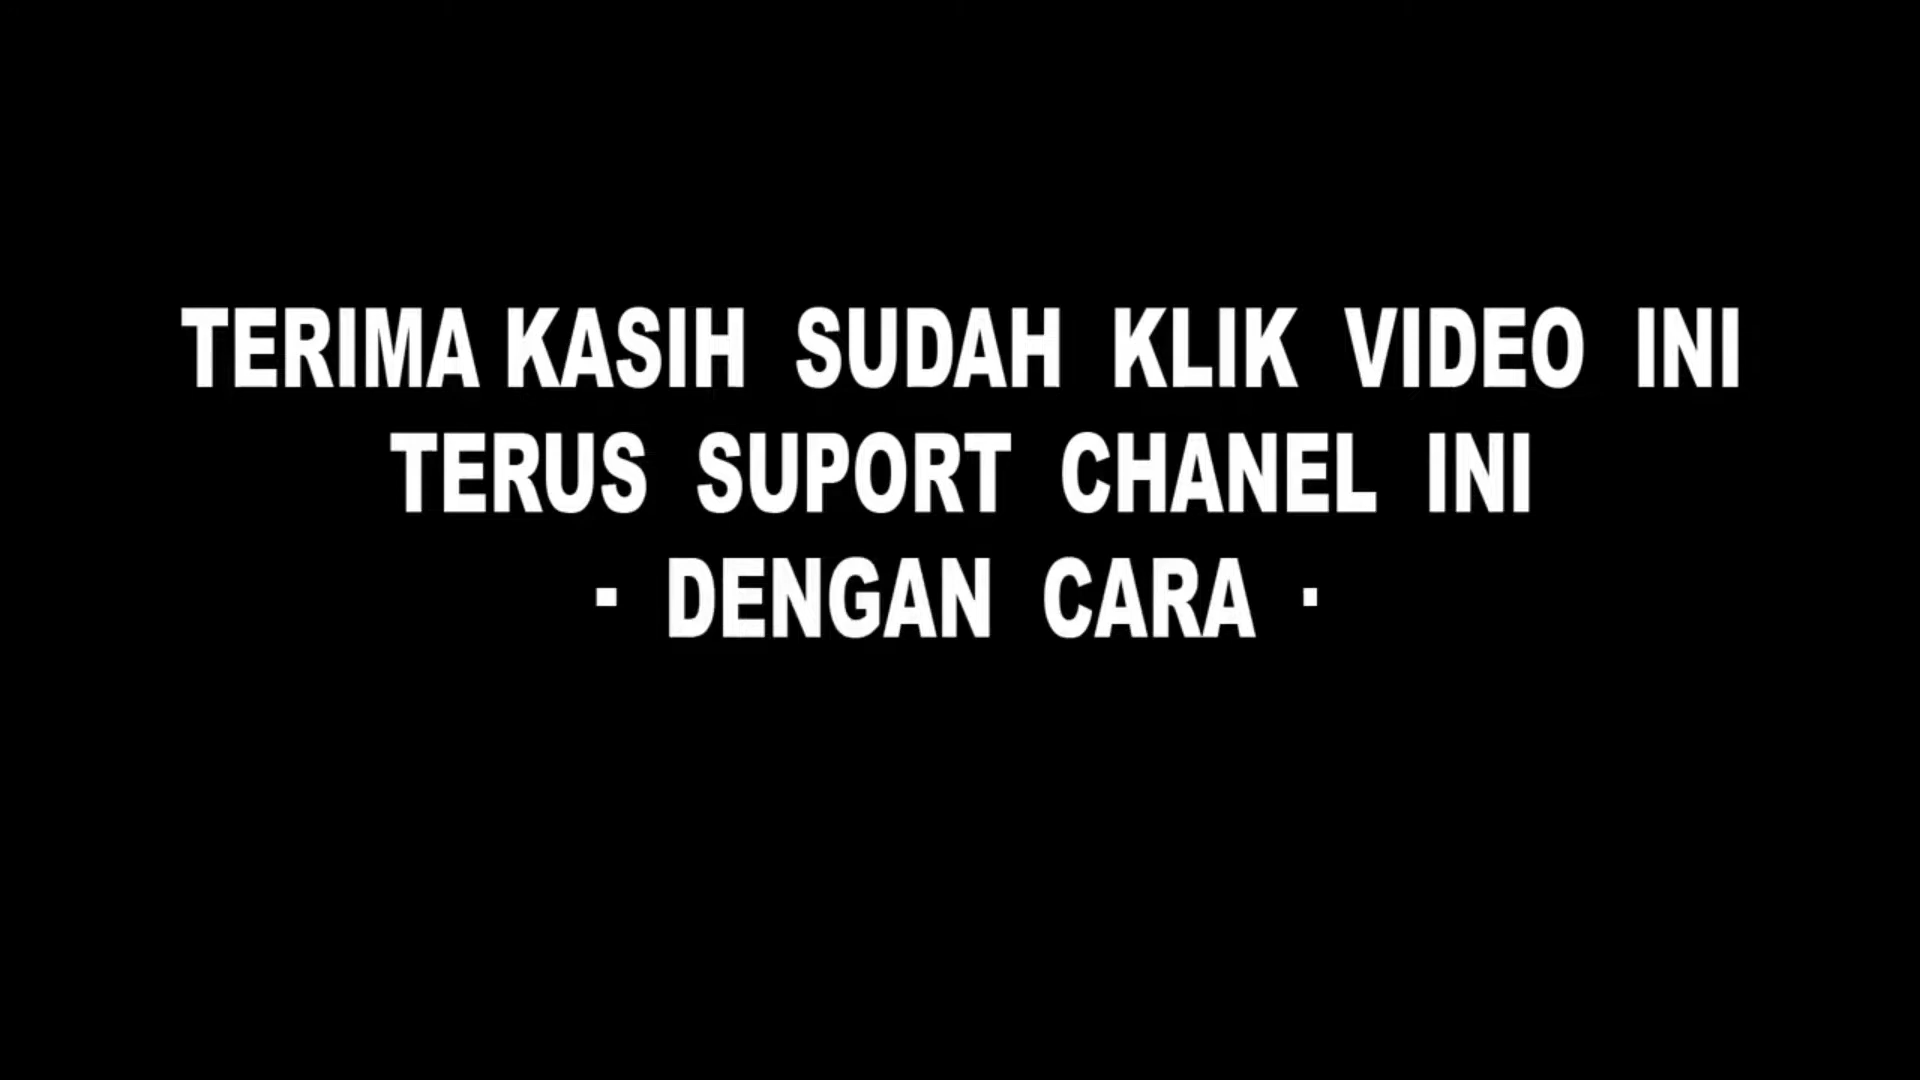 TERIMA KASIH SUDAH KLIK VIDEO INI
TERUS SUPORT CHANEL INI
· DENGAN CARA ·